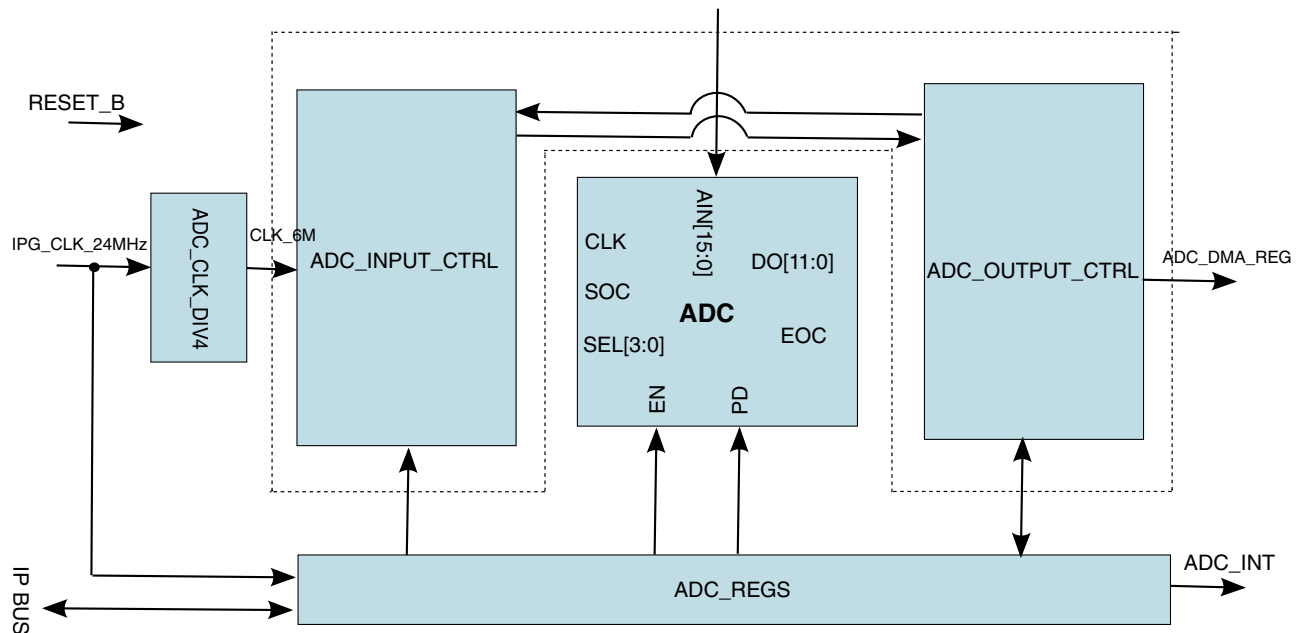 RESET_B
IPG_CLK_24MHz
ADC_CLK_DIV4
CLK_6M
ADC_INPUT_CTRL
AIN[15:0]
CLK
DO[11:0]
SOC
ADC
SEL[3:0]
EOC
EN
PD
ADC_OUTPUT_CTRL
ADC_DMA_REG
ADC_INT
ADC_REGS
IP BUS